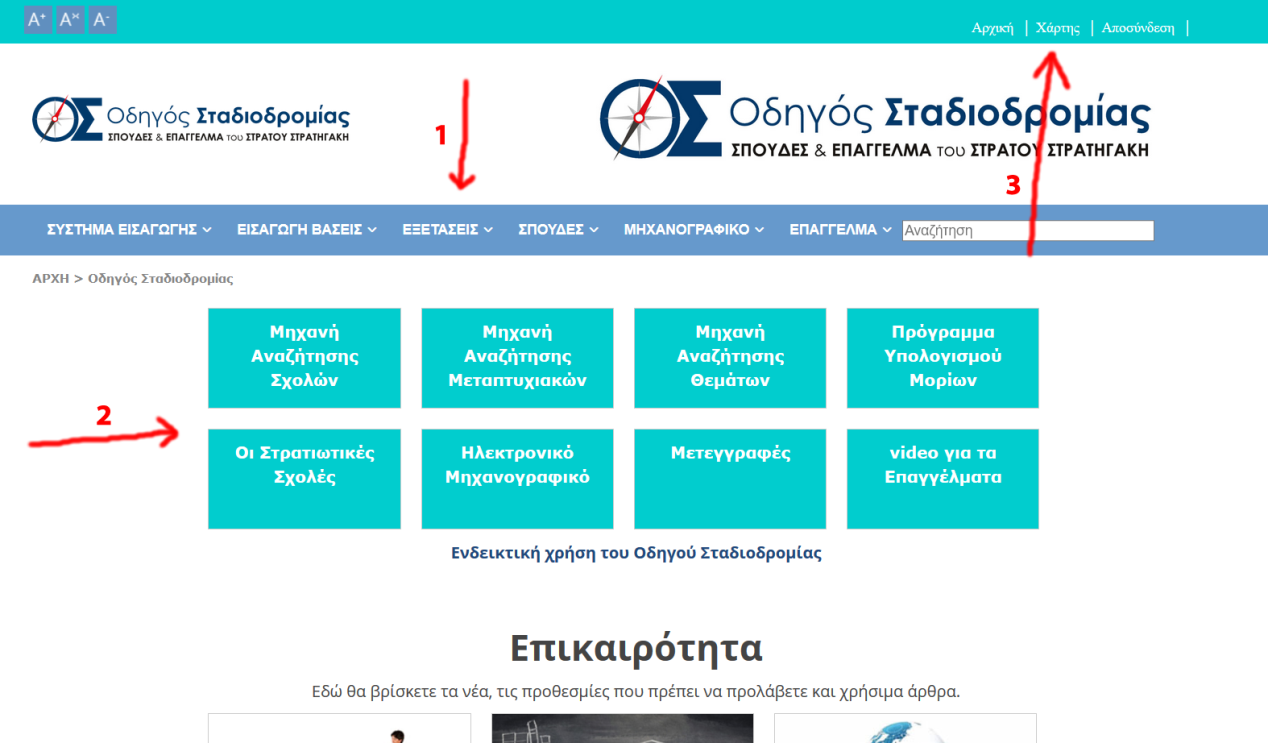 A+ A× A-
Αρχική | Χάρτης | Αποσύνδεση |
ΟΣ Οδηγός Σταδιοδρομίας
ΣΠΟΥΔΕΣ & ΕΠΑΓΓΕΛΜΑ του ΣΤΡΑΤΟΥ ΣΤΡΑΤΗΓΑΚΗ
1
ΟΣ Οδηγός Σταδιοδρομίας
ΣΠΟΥΔΕΣ & ΕΠΑΓΓΕΛΜΑ του ΣΤΡΑΤΟΥ ΣΤΡΑΤΗΓΑΚΗ
3
ΣΥΣΤΗΜΑ ΕΙΣΑΓΩΓΗΣ ΕΙΣΑΓΩΓΗ ΒΑΣΕΙΣ ΕΞΕΤΑΣΕΙΣ ΣΠΟΥΔΕΣ ΜΗΧΑΝΟΓΡΑΦΙΚΟ ΕΠΑΓΓΕΛΜΑ Αναζήτηση
ΑΡΧΗ > Οδηγός Σταδιοδρομίας
Μηχανή
Αναζήτησης
Σχολών
Μηχανή
Αναζήτησης
Μεταπτυχιακών
Μηχανή
Αναζήτησης
Θεμάτων
Πρόγραμμα
Υπολογισμού
Μορίων
2
Οι Στρατιωτικές
Σχολές
Ηλεκτρονικό
Μηχανογραφικό
Μετεγγραφές
video για τα
Επαγγέλματα
Ενδεικτική χρήση του Οδηγού Σταδιοδρομίας
Επικαιρότητα
Εδώ θα βρίσκετε τα νέα, τις προθεσμίες που πρέπει να προλάβετε και χρήσιμα άρθρα.